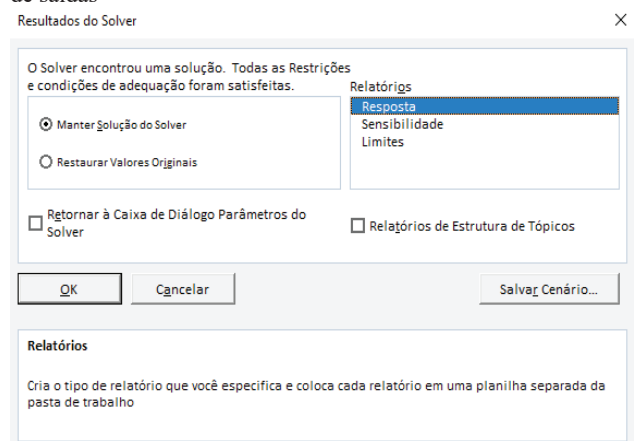 de saídas
Resultados do Solver
O Solver encontrou uma solução. Todas as Restrições
e condições de adequação foram satisfeitas.
Relatórios
Resposta
Sensibilidade
Limites
Manter Solução do Solver
Restaurar Valores Originais
Retornar à Caixa de Diálogo Parâmetros do
Solver
Relatórios de Estrutura de Tópicos
OK
Cancelar
Salvar Cenário...
Relatórios
Cria o tipo de relatório que você especifica e coloca cada relatório em uma planilha separada da
pasta de trabalho